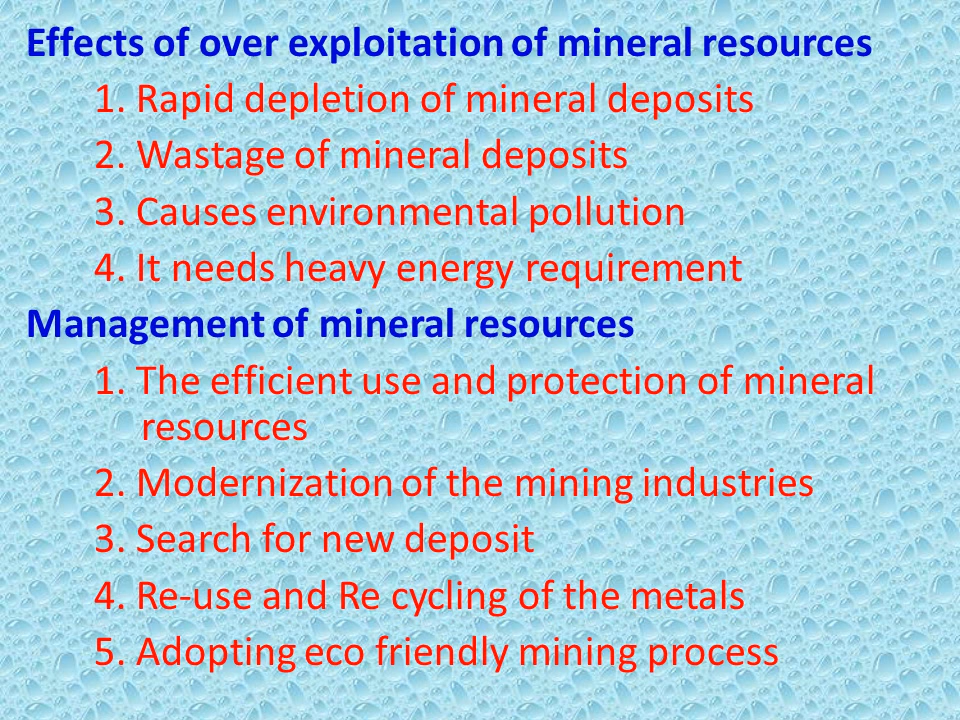 Effects of over exploitation of mineral resources
1. Rapid depletion of mineral deposits
2. Wastage of mineral deposits
3. Causes environmental pollution
4. It needs heavy energy requirement
Management of mineral resources
1. The efficient use and protection of mineral
resources
2. Modernization of the mining industries
3. Search for new deposit
4. Re-use and Re cycling of the metals
5. Adopting eco friendly mining process